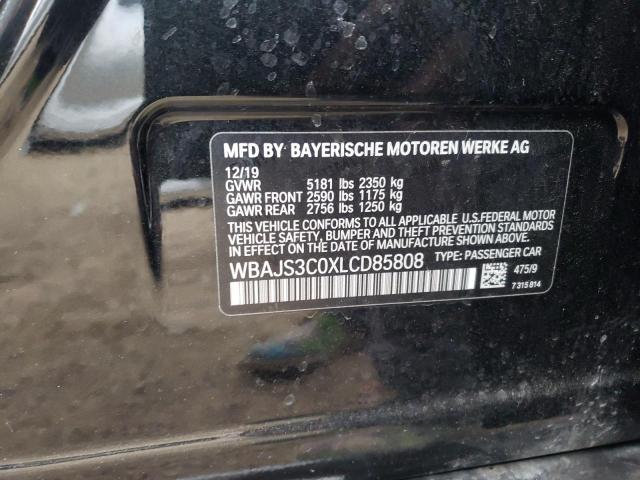 MFD BY BAYERISCHE MOTOREN WERKE AG
12/19
GVWR 5181 lbs 2350 kg
GAWR FRONT 2590 lbs 1175 kg
GAWR REAR 2756 lbs 1250 kg
THIS VEHICLE CONFORMS TO ALL APPLICABLE U.S.FEDERAL MOTOR
VEHICLE SAFETY, BUMPER, AND THEFT PREVENTION STANDARDS
IN EFFECT ON THE DATE OF MANUFACTURE SHOWN ABOVE.
WBAJS3C0XLCD85808 TYPE: PASSENGER CAR
475/9
7 315 814